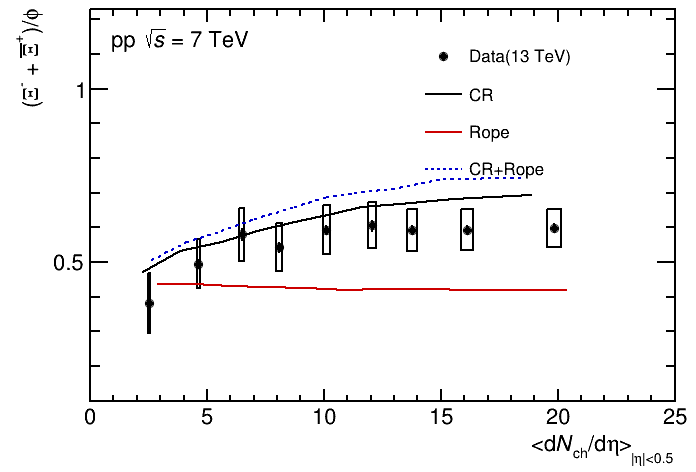 (Ξ⁻ + Ξ̅⁺)/ϕ
pp √s = 7 TeV
Data(13 TeV)
CR
Rope
CR+Rope
1
0.5
0 5 10 15 20 25
<dN_ch/dη>_|η|<0.5